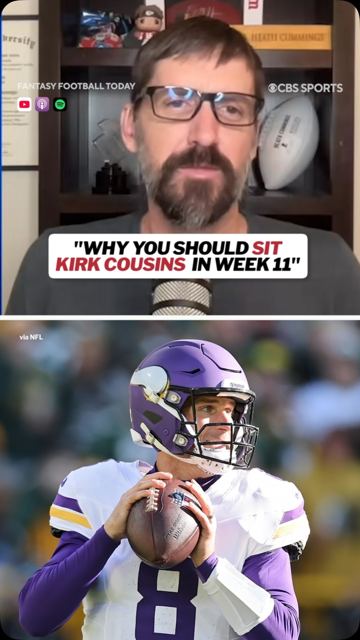 HEATH CUMMINGS
FANTASY FOOTBALL TODAY
CBS SPORTS
"WHY YOU SHOULD SIT
KIRK COUSINS IN WEEK 11"
via NFL
8